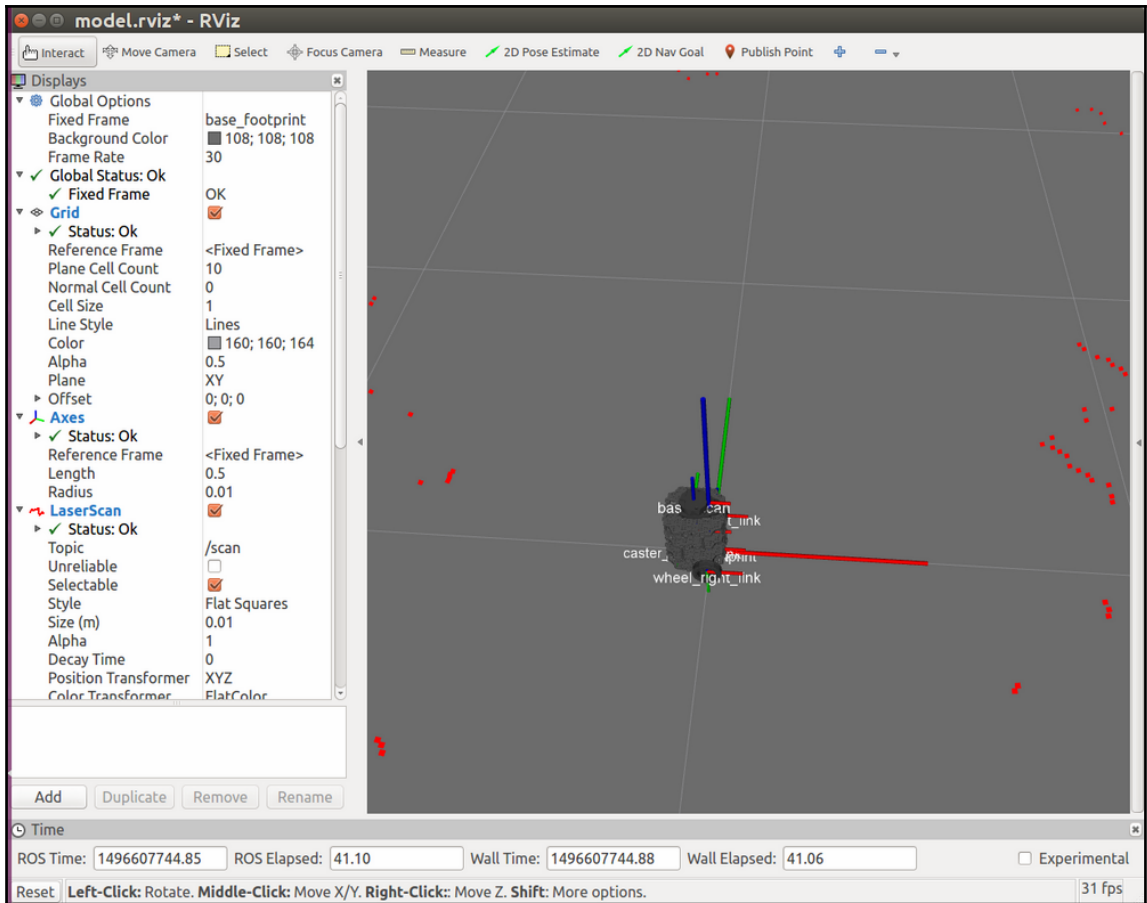 model.rviz* - RViz
Interact Move Camera Select Focus Camera Measure 2D Pose Estimate 2D Nav Goal Publish Point
Displays
Global Options
Fixed Frame base_footprint
Background Color 108; 108; 108
Frame Rate 30
Global Status: Ok
Fixed Frame OK
Grid
Status: Ok
Reference Frame <Fixed Frame>
Plane Cell Count 10
Normal Cell Count 0
Cell Size 1
Line Style Lines
Color 160; 160; 164
Alpha 0.5
Plane XY
Offset 0; 0; 0
Axes
Status: Ok
Reference Frame <Fixed Frame>
Length 0.5
Radius 0.01
LaserScan
Status: Ok
Topic /scan
Unreliable
Selectable
Style Flat Squares
Size (m) 0.01
Alpha 1
Decay Time 0
Position Transformer XYZ
Color Transformer FlatColor
bas can
t_link
caster_
wheel_right_link
Add Duplicate Remove Rename
Time
ROS Time: 1496607744.85 ROS Elapsed: 41.10 Wall Time: 1496607744.88 Wall Elapsed: 41.06 Experimental
Reset Left-Click: Rotate. Middle-Click: Move X/Y. Right-Click:: Move Z. Shift: More options. 31 fps